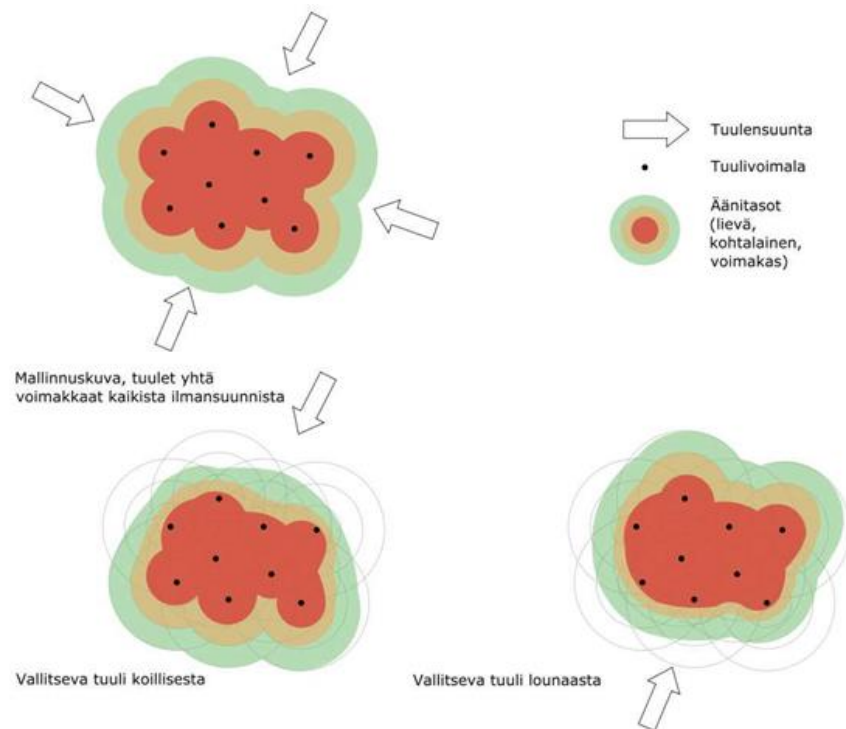 Tuulensuunta
Tuulivoimala
Äänitasot
(lievä,
kohtalainen,
voimakas)
Mallinnuskuva, tuulet yhtä
voimakkaat kaikista ilmansuunnista
Vallitseva tuuli koillisesta
Vallitseva tuuli lounaasta